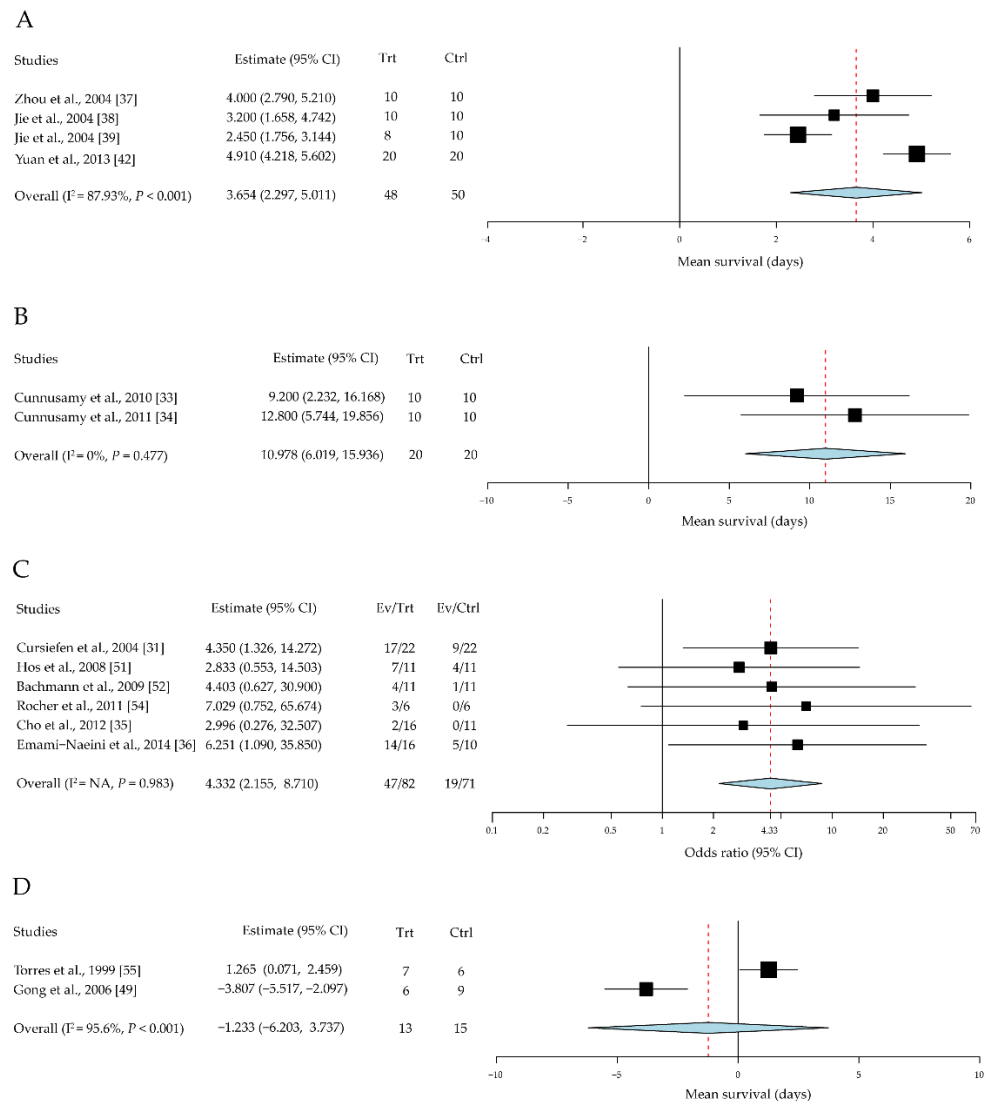 A
Studies Estimate (95% CI) Trt Ctrl
Zhou et al., 2004 [37] 4.000 (2.790, 5.210) 10 10
Jie et al., 2004 [38] 3.200 (1.658, 4.742) 10 10
Jie et al., 2004 [39] 2.450 (1.756, 3.144) 8 10
Yuan et al., 2013 [42] 4.910 (4.218, 5.602) 20 20
Overall (I² = 87.93%, P < 0.001) 3.654 (2.297, 5.011) 48 50
-4 -2 0 2 4 6
Mean survival (days)
B
Studies Estimate (95% CI) Trt Ctrl
Cunnusamy et al., 2010 [33] 9.200 (2.232, 16.168) 10 10
Cunnusamy et al., 2011 [34] 12.800 (5.744, 19.856) 10 10
Overall (I² = 0%, P = 0.477) 10.978 (6.019, 15.936) 20 20
−10 −5 0 5 10 15 20
Mean survival (days)
C
Studies Estimate (95% CI) Ev/Trt Ev/Ctrl
Cursiefen et al., 2004 [31] 4.350 (1.326, 14.272) 17/22 9/22
Hos et al., 2008 [51] 2.833 (0.553, 14.503) 7/11 4/11
Bachmann et al., 2009 [52] 4.403 (0.627, 30.900) 4/11 1/11
Rocher et al., 2011 [54] 7.029 (0.752, 65.674) 3/6 0/6
Cho et al., 2012 [35] 2.996 (0.276, 32.507) 2/16 0/11
Emami−Naeini et al., 2014 [36] 6.251 (1.090, 35.850) 14/16 5/10
Overall (I² = NA, P = 0.983) 4.332 (2.155, 8.710) 47/82 19/71
0.1 0.2 0.5 1 2 4.33 10 20 50 70
Odds ratio (95% CI)
D
Studies Estimate (95% CI) Trt Ctrl
Torres et al., 1999 [55] 1.265 (0.071, 2.459) 7 6
Gong et al., 2006 [49] −3.807 (−5.517, −2.097) 6 9
Overall (I² = 95.6%, P < 0.001) −1.233 (−6.203, 3.737) 13 15
−10 −5 0 5 10
Mean survival (days)